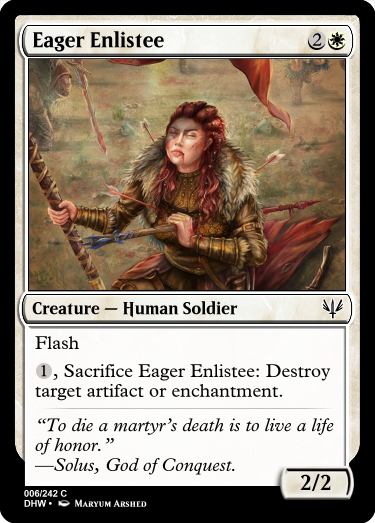 Eager Enlistee 2
Creature — Human Soldier
Flash
1, Sacrifice Eager Enlistee: Destroy
target artifact or enchantment.
“To die a martyr’s death is to live a life
of honor.”
—Solus, God of Conquest.
2/2
006/242 C
DHW • Maryum Arshed